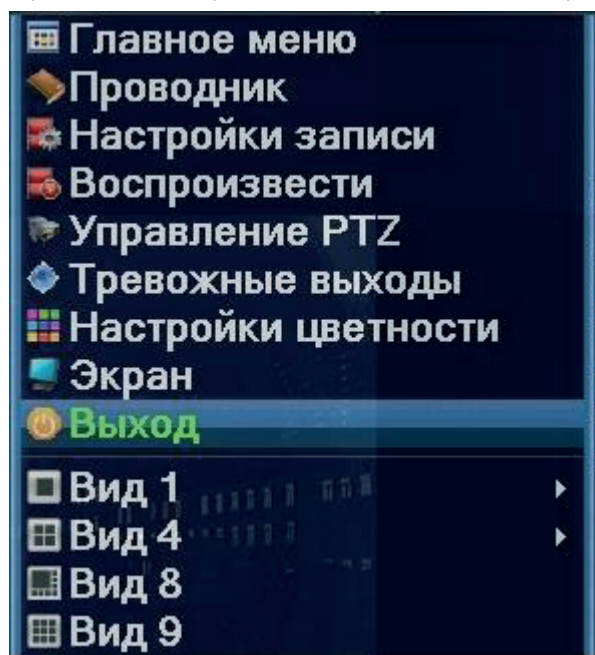 Главное меню
Проводник
Настройки записи
Воспроизвести
Управление PTZ
Тревожные выходы
Настройки цветности
Экран
Выход
Вид 1
Вид 4
Вид 8
Вид 9